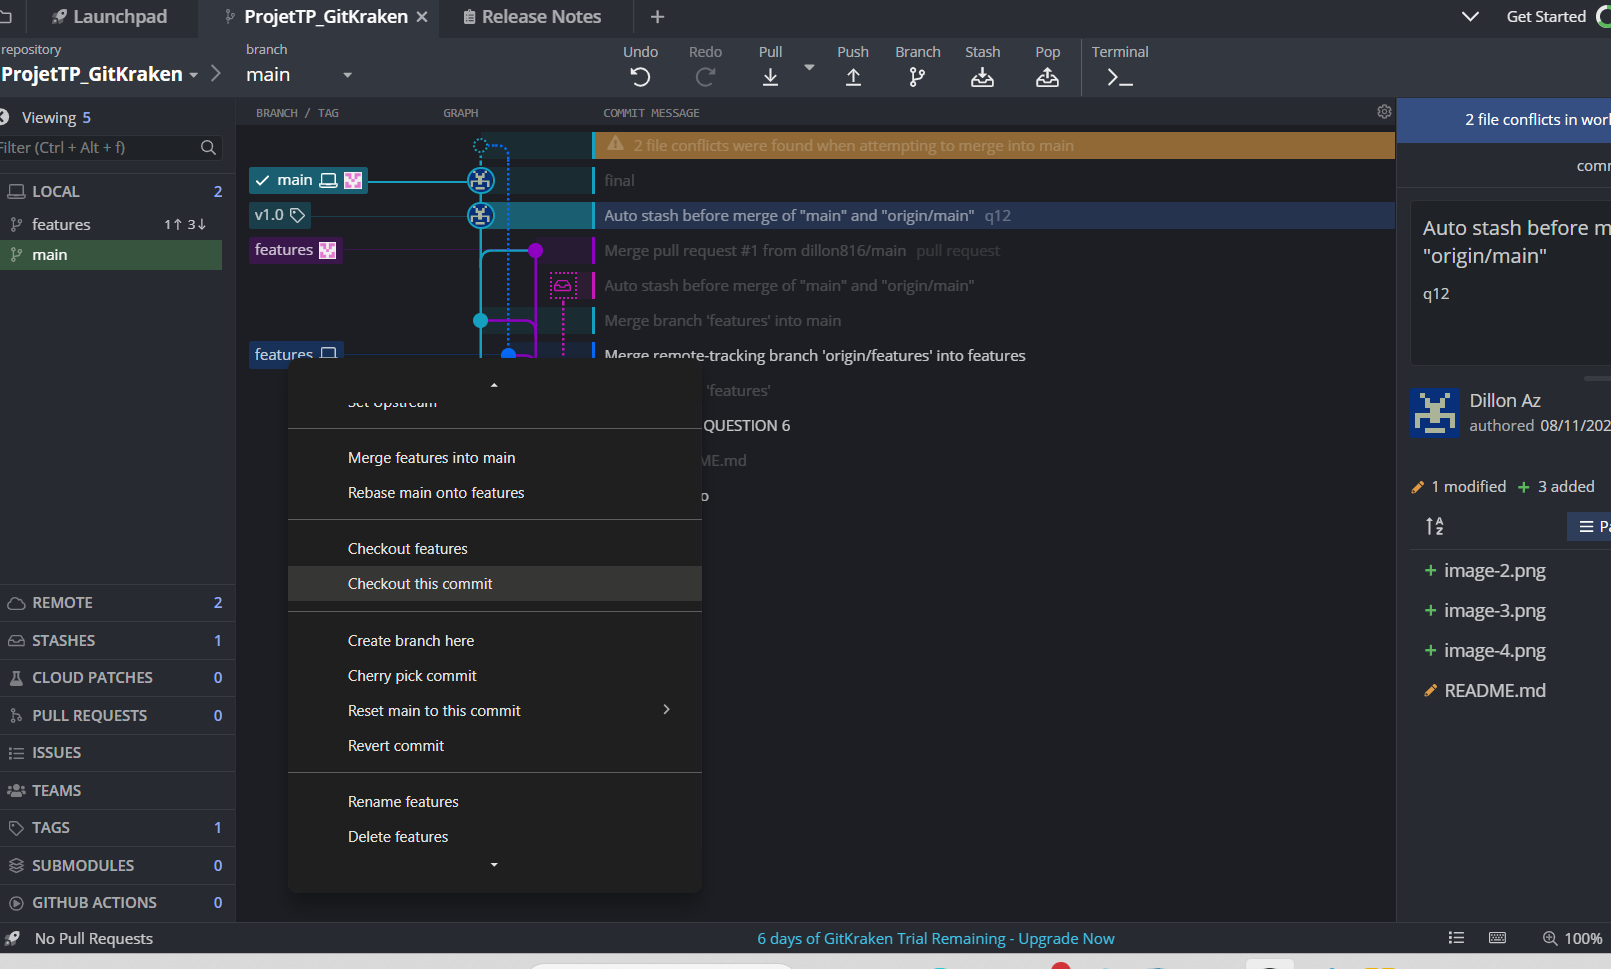 Launchpad
ProjetTP_GitKraken
Release Notes
Get Started
repository
ProjetTP_GitKraken
branch
main
Undo
Redo
Pull
Push
Branch
Stash
Pop
Terminal
Viewing 5
Filter (Ctrl + Alt + f)
LOCAL 2
features 1↑ 3↓
main
REMOTE 2
STASHES 1
CLOUD PATCHES 0
PULL REQUESTS 0
ISSUES
TEAMS
TAGS 1
SUBMODULES 0
GITHUB ACTIONS 0
BRANCH / TAG GRAPH COMMIT MESSAGE
2 file conflicts were found when attempting to merge into main
main final
v1.0 Auto stash before merge of "main" and "origin/main" q12
features Merge pull request #1 from dillon816/main pull request
Auto stash before merge of "main" and "origin/main"
Merge branch 'features' into main
features Merge remote-tracking branch 'origin/features' into features
'features'
QUESTION 6
ME.md
o
Set Upstream
Merge features into main
Rebase main onto features
Checkout features
Checkout this commit
Create branch here
Cherry pick commit
Reset main to this commit
Revert commit
Rename features
Delete features
2 file conflicts in work
comm
Auto stash before m
"origin/main"
q12
Dillon Az
authored 08/11/202
1 modified + 3 added
Pa
+ image-2.png
+ image-3.png
+ image-4.png
README.md
No Pull Requests
6 days of GitKraken Trial Remaining - Upgrade Now
100%